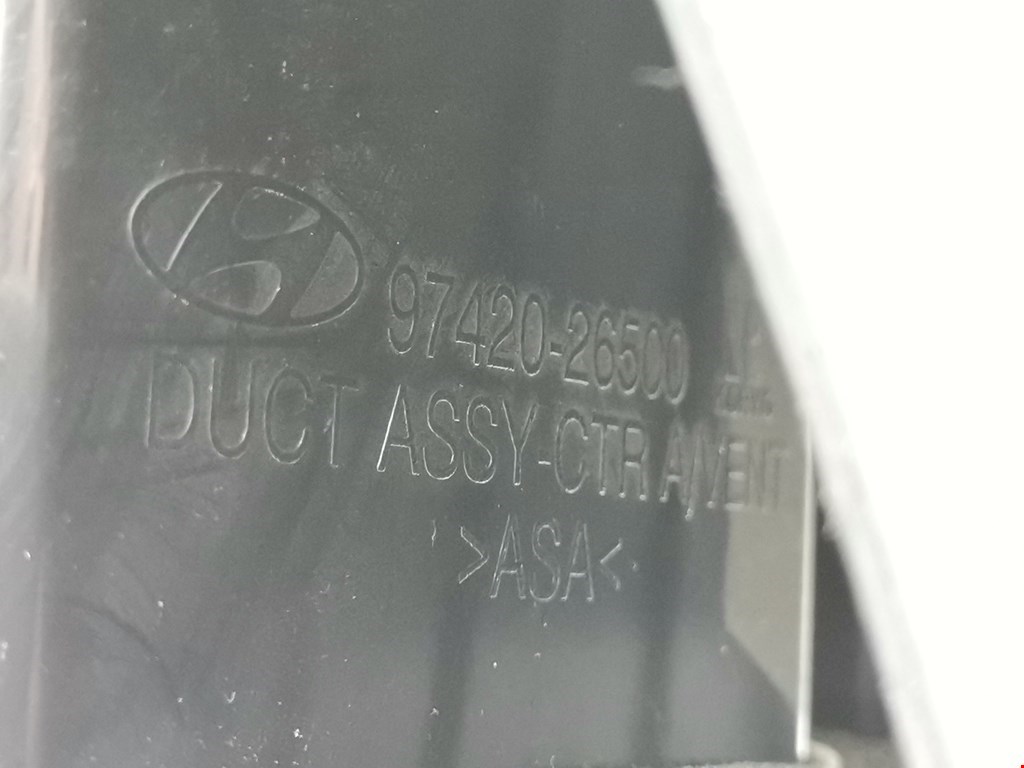 97420-26500
DUCT ASSY-CTR A/VENT
>ASA<